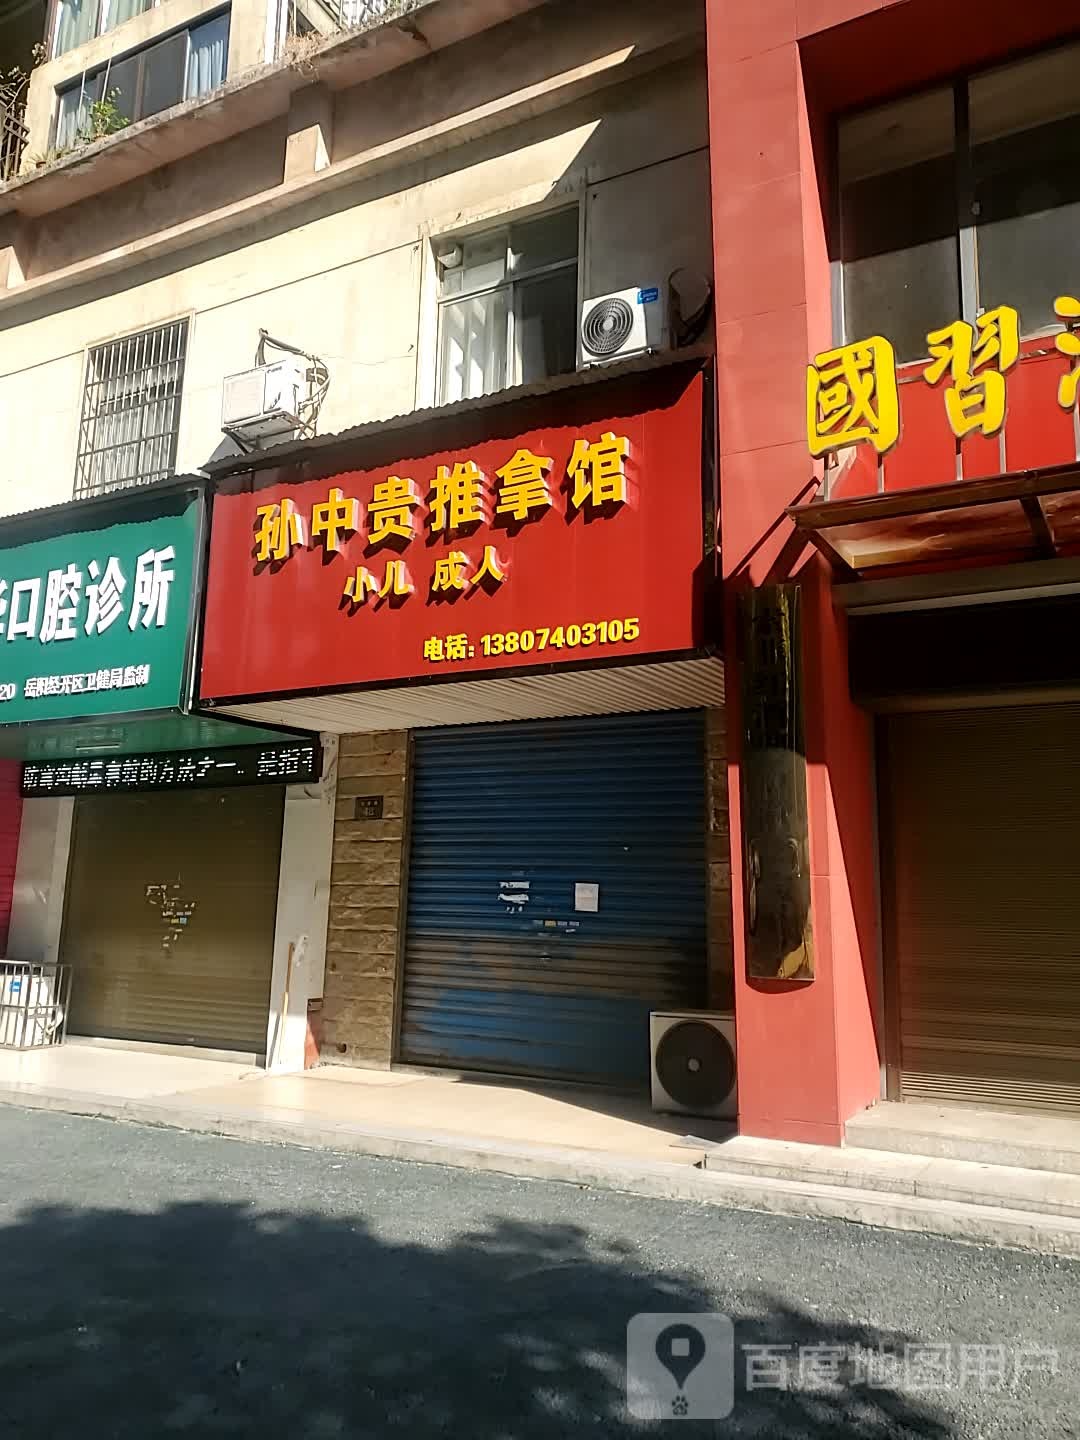 國習
孙中贵推拿馆
小儿 成人
电话:13807403105
口腔诊所
20 岳阳经开区卫健局监制
百度地图用户